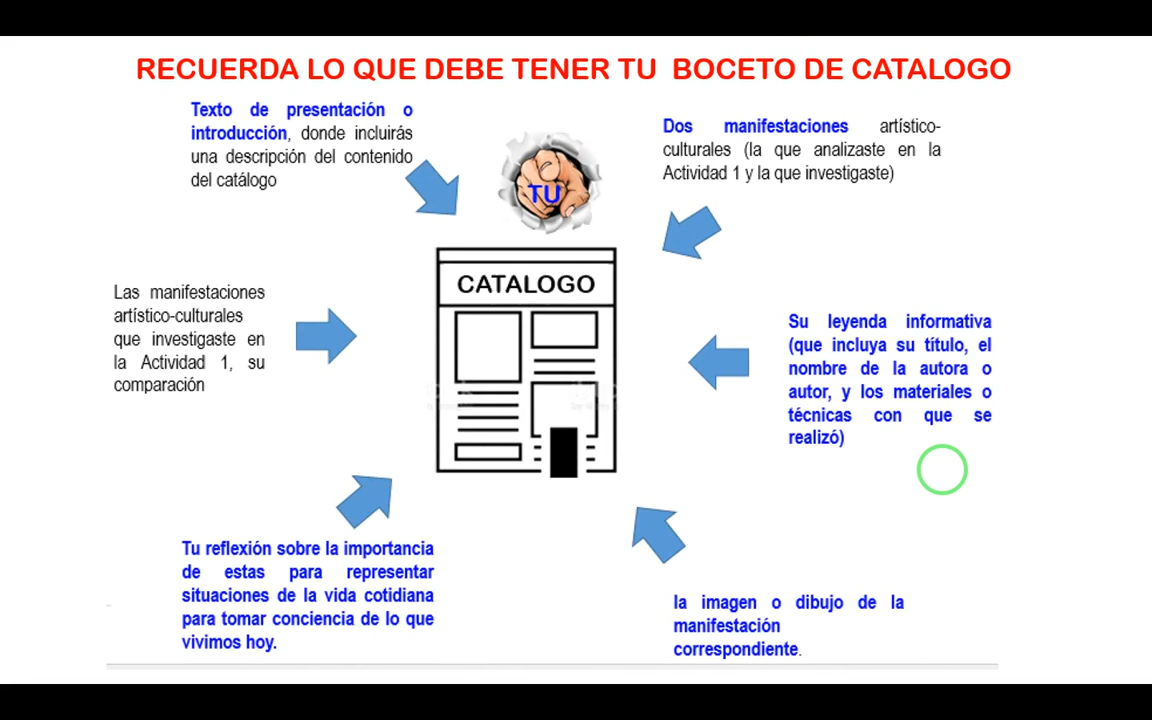 RECUERDA LO QUE DEBE TENER TU BOCETO DE CATALOGO
Texto de presentación o
introducción, donde incluirás
una descripción del contenido
del catálogo
Dos manifestaciones artístico-
culturales (la que analizaste en la
Actividad 1 y la que investigaste)
TU
CATALOGO
Las manifestaciones
artístico-culturales
que investigaste en
la Actividad 1, su
comparación
Su leyenda informativa
(que incluya su título, el
nombre de la autora o
autor, y los materiales o
técnicas con que se
realizó)
Tu reflexión sobre la importancia
de estas para representar
situaciones de la vida cotidiana
para tomar conciencia de lo que
vivimos hoy.
la imagen o dibujo de la
manifestación
correspondiente.